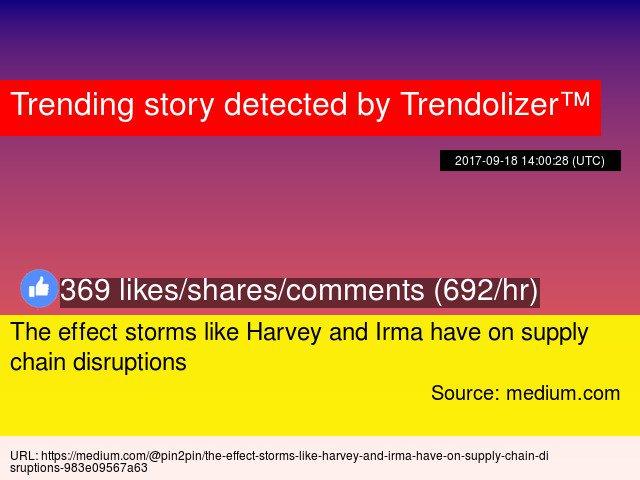 Trending story detected by Trendolizer™
2017-09-18 14:00:28 (UTC)
369 likes/shares/comments (692/hr)
The effect storms like Harvey and Irma have on supply
chain disruptions
Source: medium.com
URL: https://medium.com/@pin2pin/the-effect-storms-like-harvey-and-irma-have-on-supply-chain-di
sruptions-983e09567a63